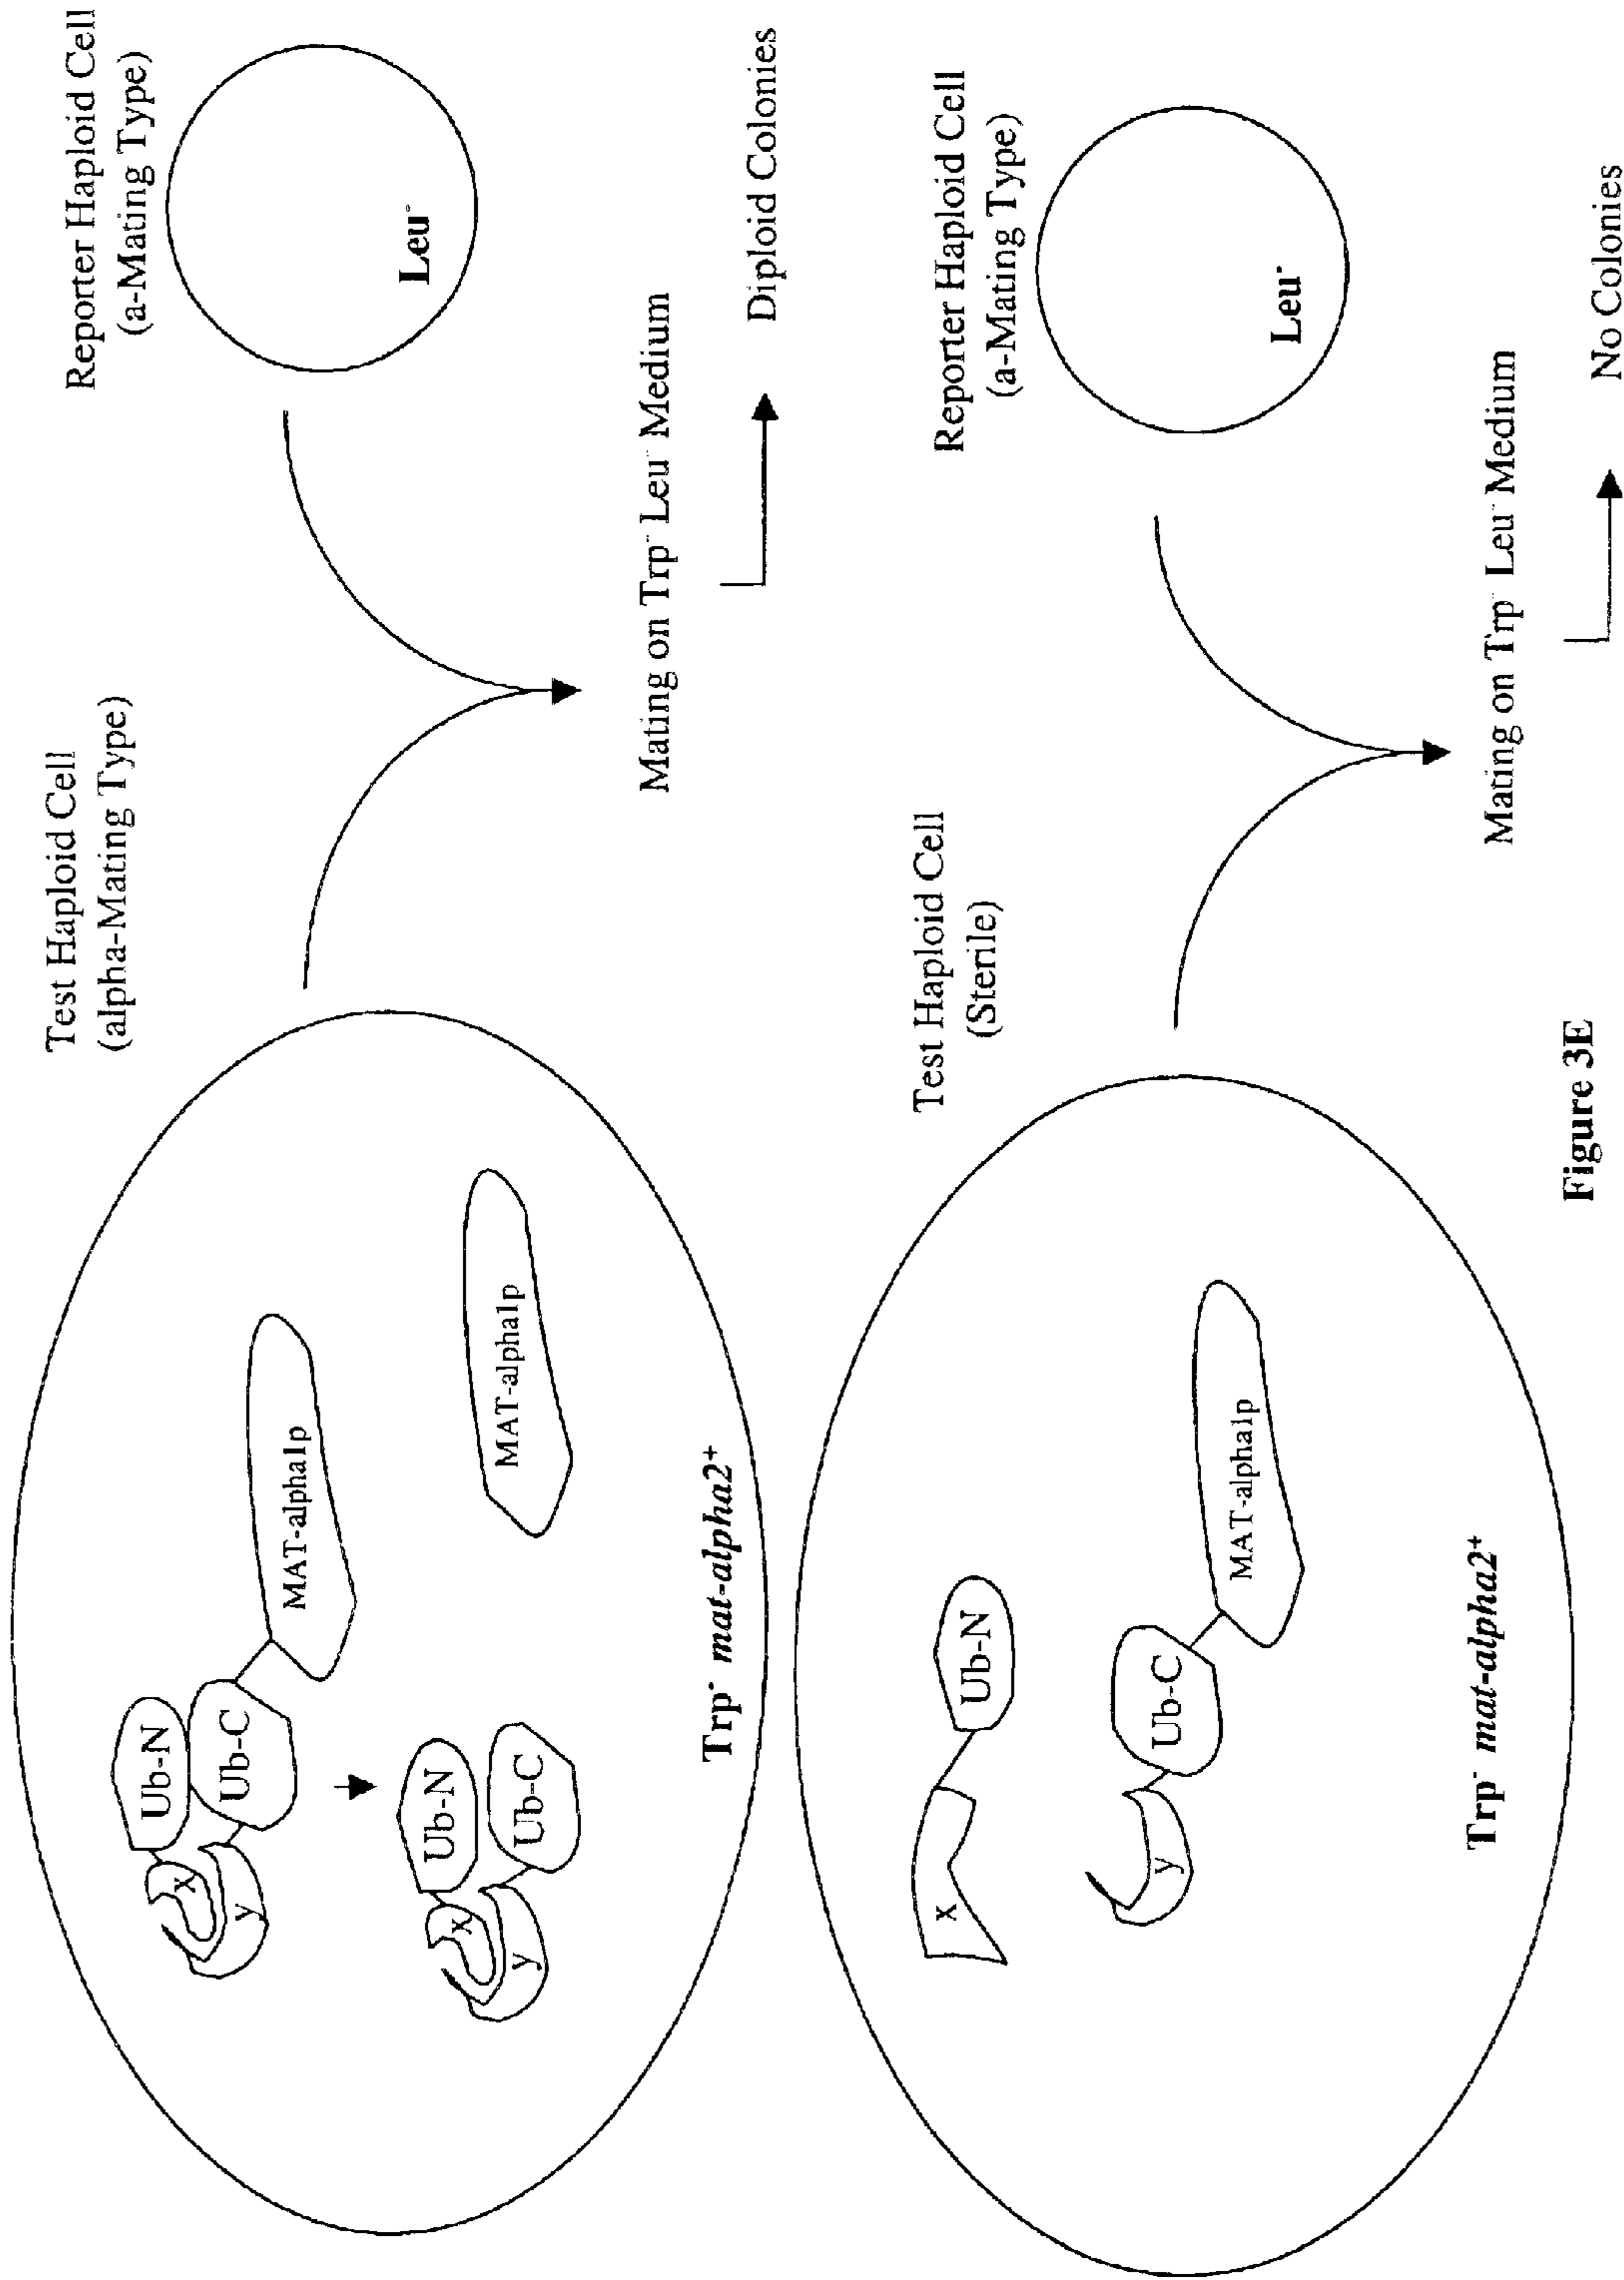 Test Haploid Cell
(alpha-Mating Type)
Reporter Haploid Cell
(a-Mating Type)
Ub-N
x
Ub-C
y
MAT-alpha1p
Leu⁻
Ub-N
x
Ub-C
y
MAT-alpha1p
Mating on Trp⁻ Leu⁻ Medium
Trp⁻ mat-alpha2⁺
Diploid Colonies
Test Haploid Cell
(Sterile)
Reporter Haploid Cell
(a-Mating Type)
x
Ub-N
Ub-C
y
MAT-alpha1p
Leu⁻
Trp⁻ mat-alpha2⁺
Mating on Trp⁻ Leu⁻ Medium
No Colonies
Figure 3E